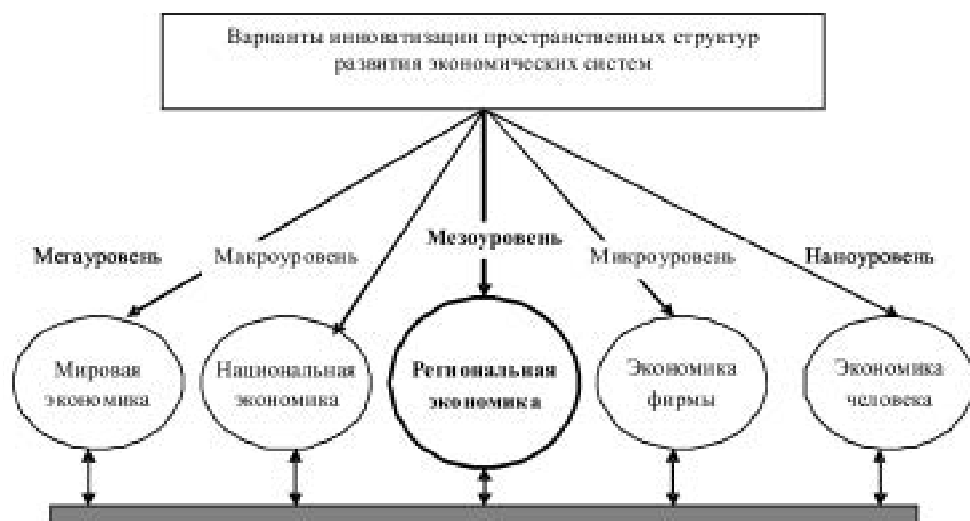 Варианты инноватизации пространственных структур
развития экономических систем
Мегауровень
Макроуровень
Мезоуровень
Микроуровень
Наноуровень
Мировая
экономика
Национальная
экономика
Региональная
экономика
Экономика
фирмы
Экономика
человека